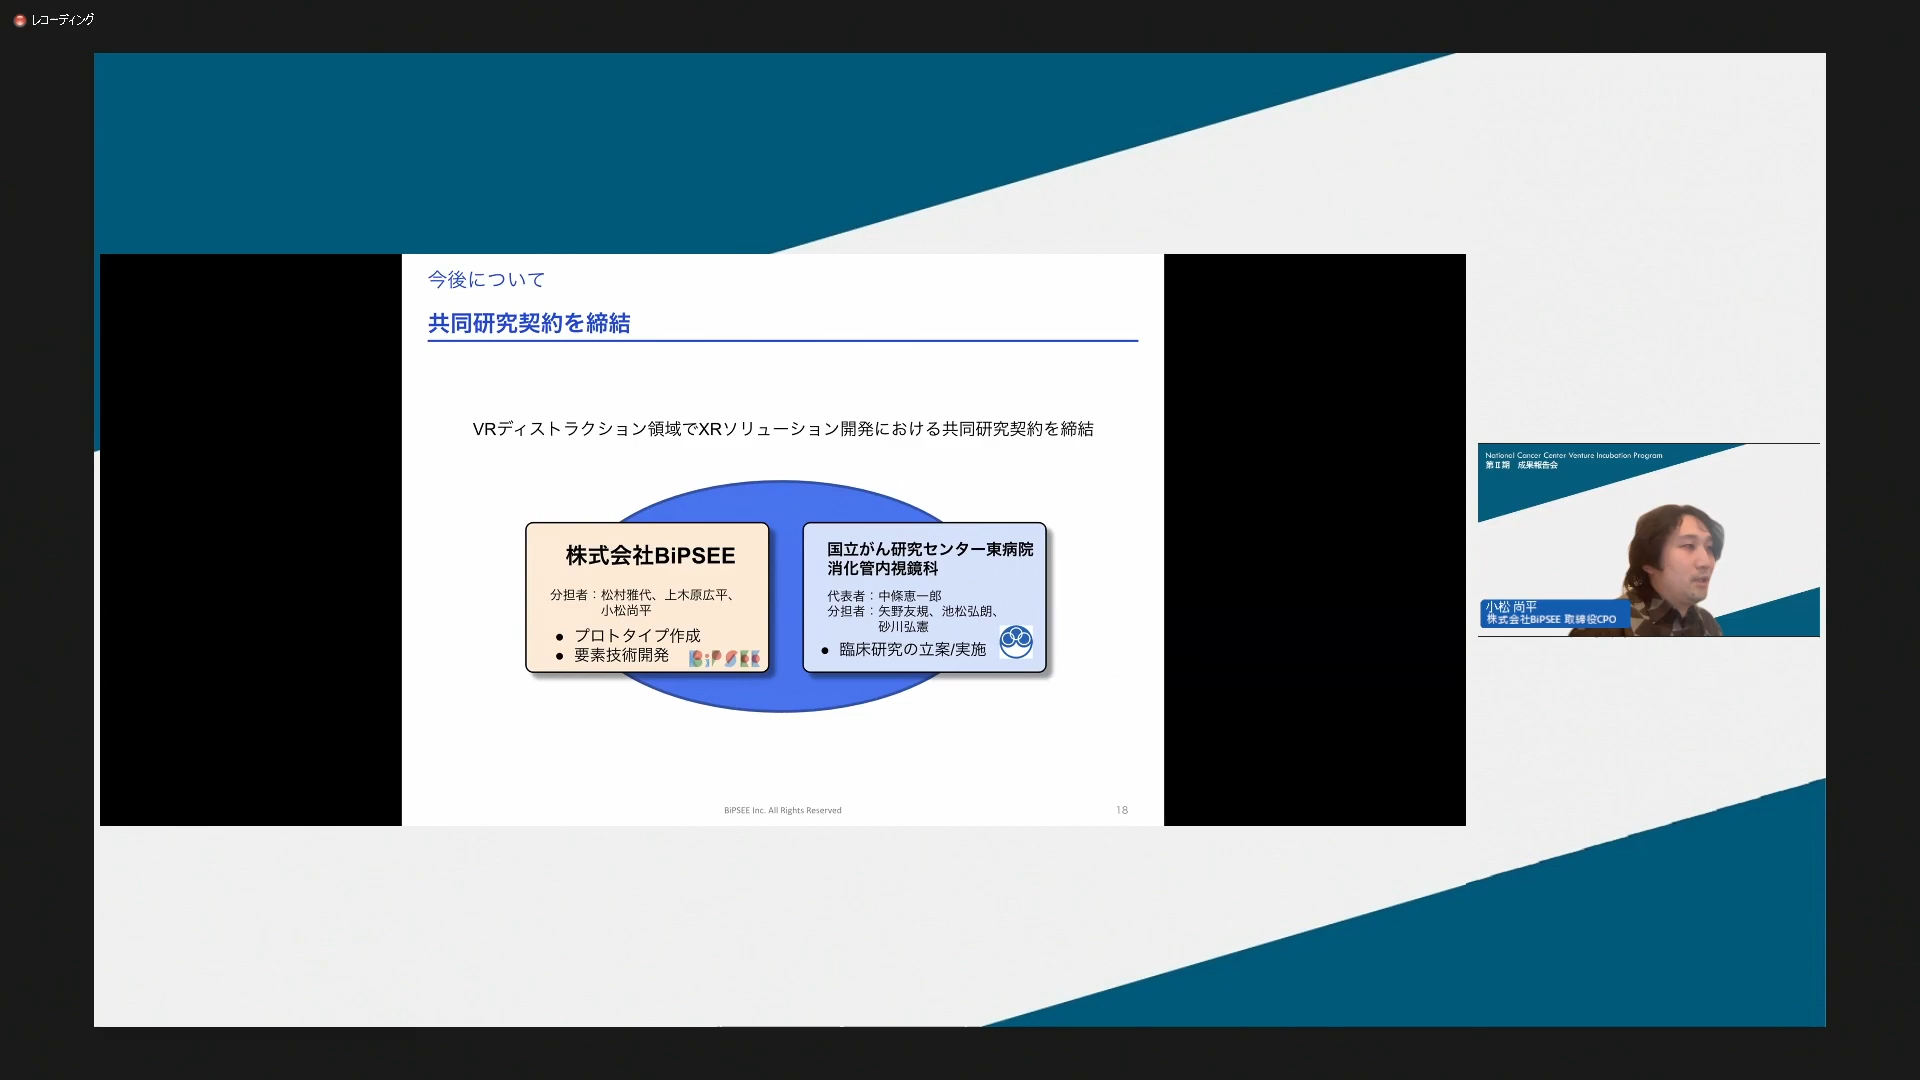 レコーディング
今後について
共同研究契約を締結
VRディストラクション領域でXRソリューション開発における共同研究契約を締結
株式会社BiPSEE
分担者：松村雅代、上木原広平、
小松尚平
● プロトタイプ作成
● 要素技術開発
BiPSEE
国立がん研究センター東病院
消化管内視鏡科
代表者：中條恵一郎
分担者：矢野友規、池松弘朗、
砂川弘憲
● 臨床研究の立案/実施
BiPSEE Inc. All Rights Reserved
18
National Cancer Center Venture Incubation Program
第Ⅱ期　成果報告会
小松 尚平
株式会社BiPSEE 取締役CPO